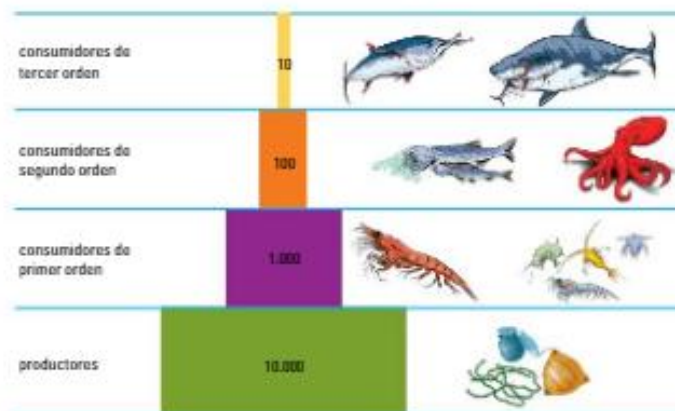 consumidores de
tercer orden
10
consumidores de
segundo orden
100
consumidores de
primer orden
1.000
productores
10.000